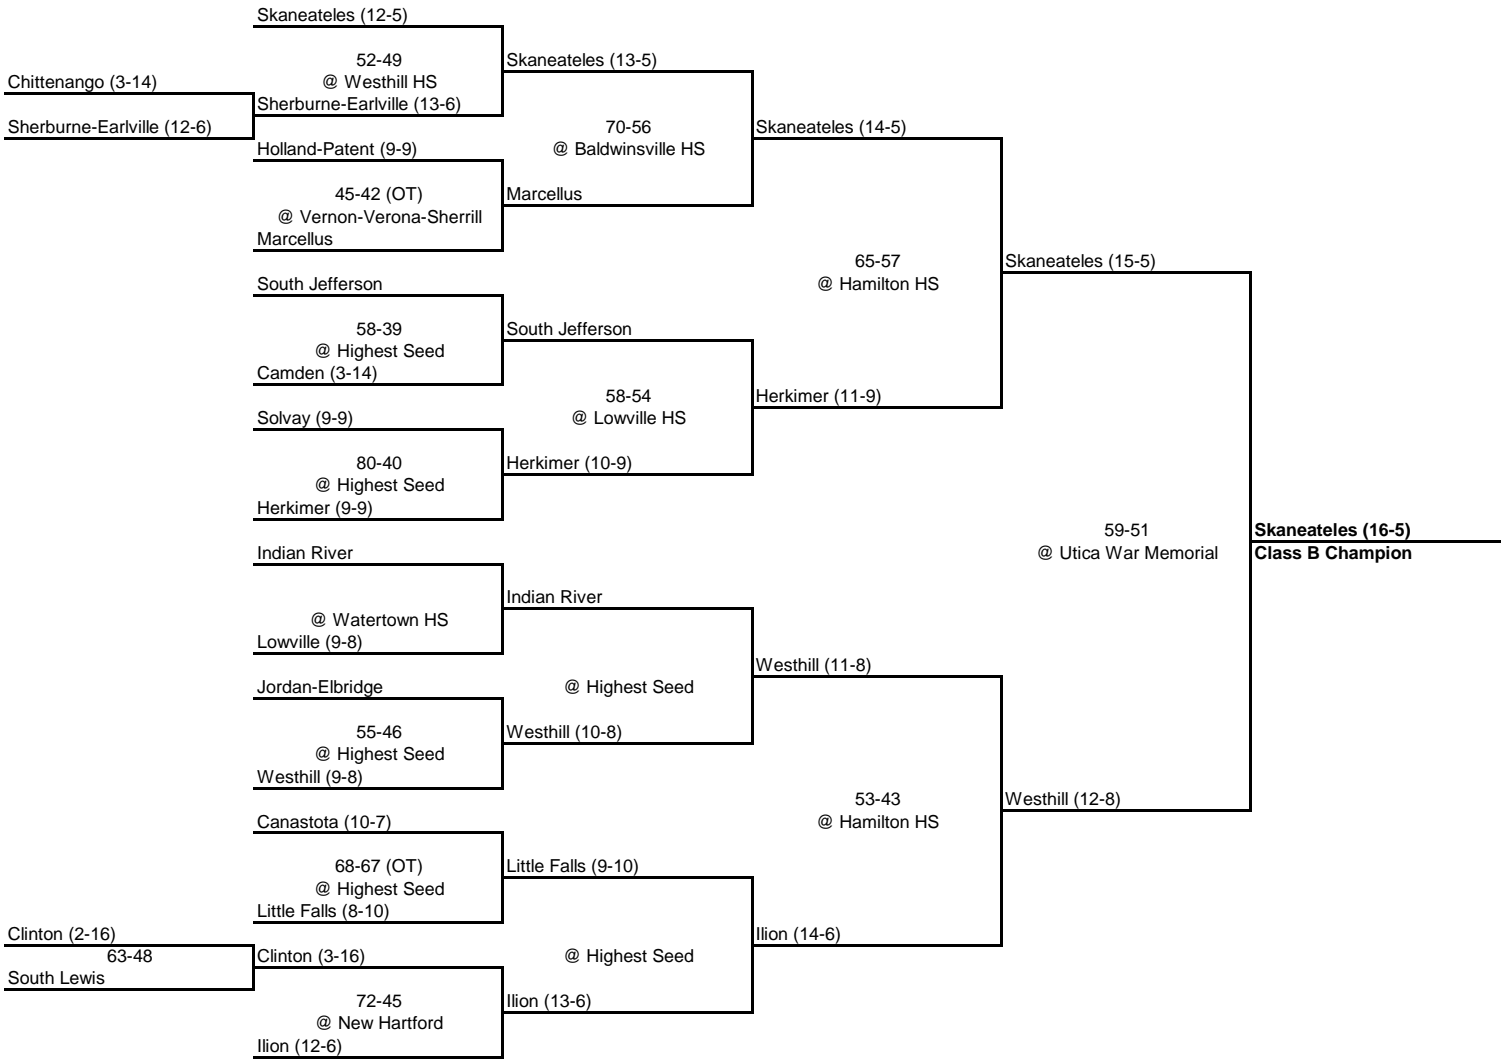 Skaneateles (12-5)
52-49
@ Westhill HS
Skaneateles (13-5)
Chittenango (3-14)
Sherburne-Earlville (13-6)
Sherburne-Earlville (12-6)
70-56
@ Baldwinsville HS
Skaneateles (14-5)
Holland-Patent (9-9)
45-42 (OT)
@ Vernon-Verona-Sherrill
Marcellus
Marcellus
65-57
@ Hamilton HS
Skaneateles (15-5)
South Jefferson
58-39
@ Highest Seed
South Jefferson
Camden (3-14)
58-54
@ Lowville HS
Herkimer (11-9)
Solvay (9-9)
80-40
@ Highest Seed
Herkimer (10-9)
Herkimer (9-9)
59-51
@ Utica War Memorial
Skaneateles (16-5)
Class B Champion
Indian River
@ Watertown HS
Indian River
Lowville (9-8)
Westhill (11-8)
Jordan-Elbridge
@ Highest Seed
55-46
@ Highest Seed
Westhill (10-8)
Westhill (9-8)
53-43
@ Hamilton HS
Westhill (12-8)
Canastota (10-7)
68-67 (OT)
@ Highest Seed
Little Falls (9-10)
Little Falls (8-10)
Clinton (2-16)
63-48
South Lewis
Clinton (3-16)
@ Highest Seed
Ilion (14-6)
72-45
@ New Hartford
Ilion (13-6)
Ilion (12-6)